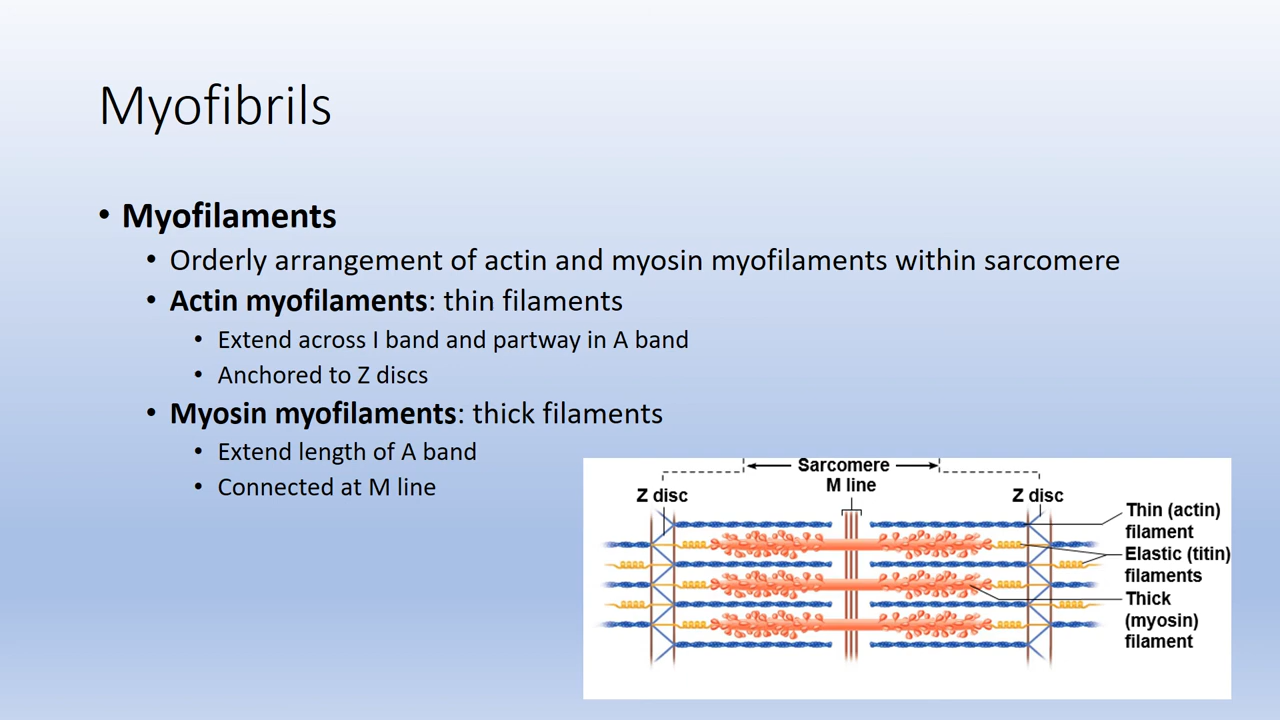 Myofibrils
• Myofilaments
• Orderly arrangement of actin and myosin myofilaments within sarcomere
• Actin myofilaments: thin filaments
• Extend across I band and partway in A band
• Anchored to Z discs
• Myosin myofilaments: thick filaments
• Extend length of A band
• Connected at M line
Sarcomere
M line
Z disc
Z disc
Thin (actin)
filament
Elastic (titin)
filaments
Thick
(myosin)
filament